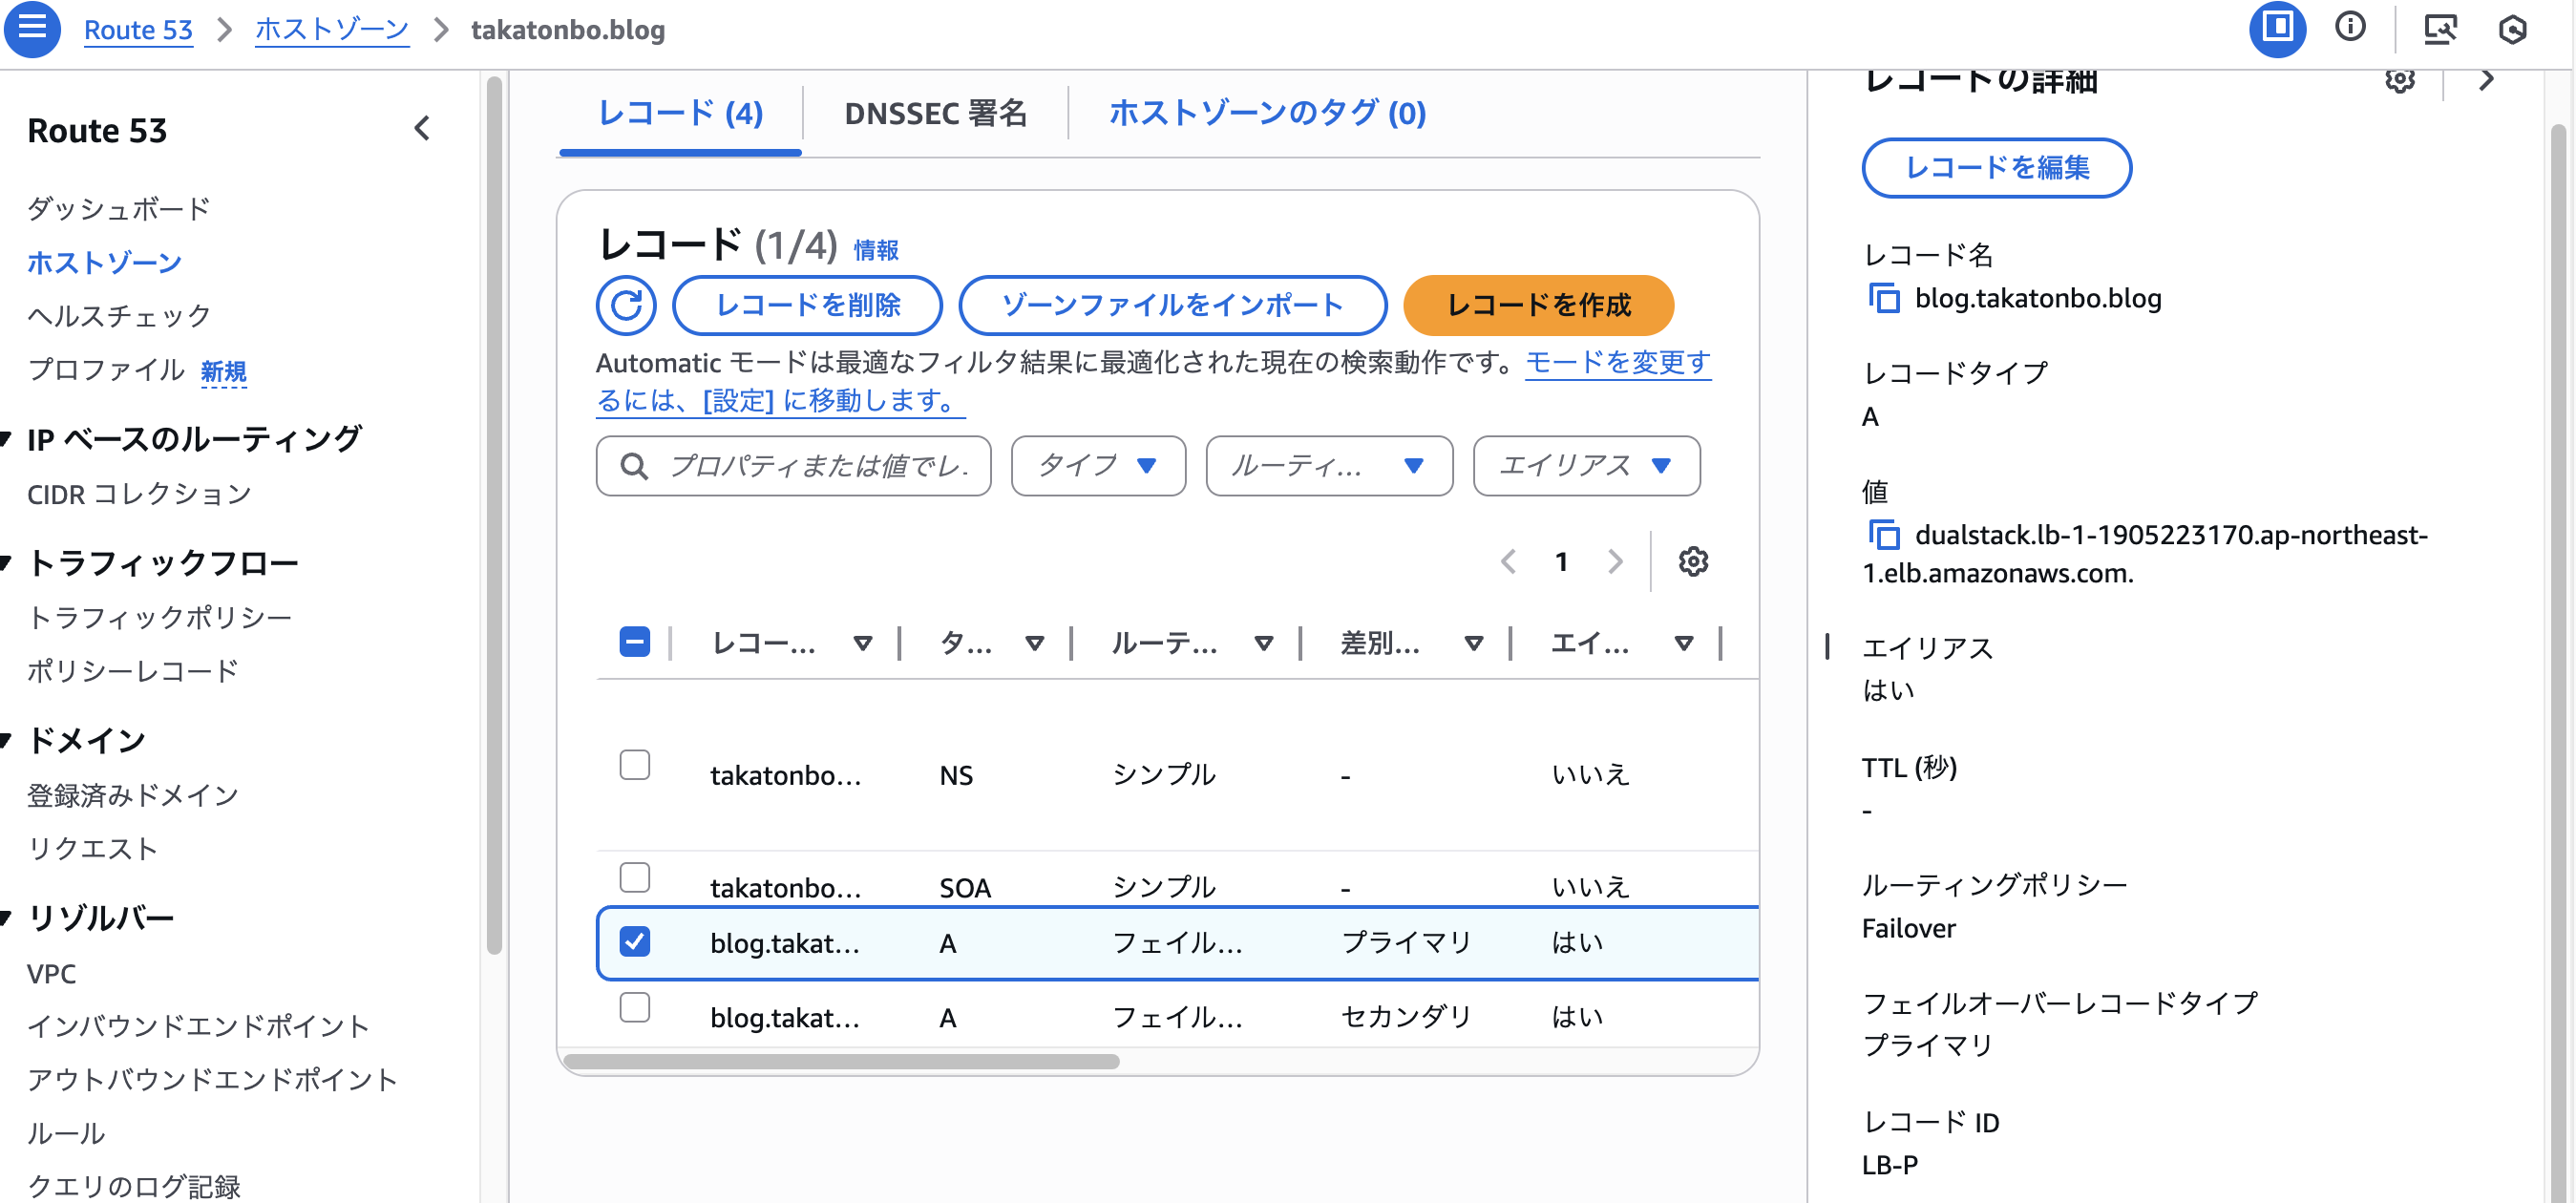 Route 53
ホストゾーン
takatonbo.blog
Route 53
ダッシュボード
ホストゾーン
ヘルスチェック
プロファイル 新規
IP ベースのルーティング
CIDR コレクション
トラフィックフロー
トラフィックポリシー
ポリシーレコード
ドメイン
登録済みドメイン
リクエスト
リゾルバー
VPC
インバウンドエンドポイント
アウトバウンドエンドポイント
ルール
クエリのログ記録
レコード (4)
DNSSEC 署名
ホストゾーンのタグ (0)
レコード (1/4) 情報
レコードを削除
ゾーンファイルをインポート
レコードを作成
Automatic モードは最適なフィルタ結果に最適化された現在の検索動作です。モードを変更す
るには、[設定] に移動します。
プロパティまたは値でレ.
タイプ
ルーティ...
エイリアス
1
レコー... タ... ルーテ... 差別... エイ...
takatonbo... NS シンプル - いいえ
takatonbo... SOA シンプル - いいえ
blog.takat... A フェイル... プライマリ はい
blog.takat... A フェイル... セカンダリ はい
レコードの詳細
レコードを編集
レコード名
blog.takatonbo.blog
レコードタイプ
A
値
dualstack.lb-1-1905223170.ap-northeast-
1.elb.amazonaws.com.
エイリアス
はい
TTL (秒)
-
ルーティングポリシー
Failover
フェイルオーバーレコードタイプ
プライマリ
レコード ID
LB-P